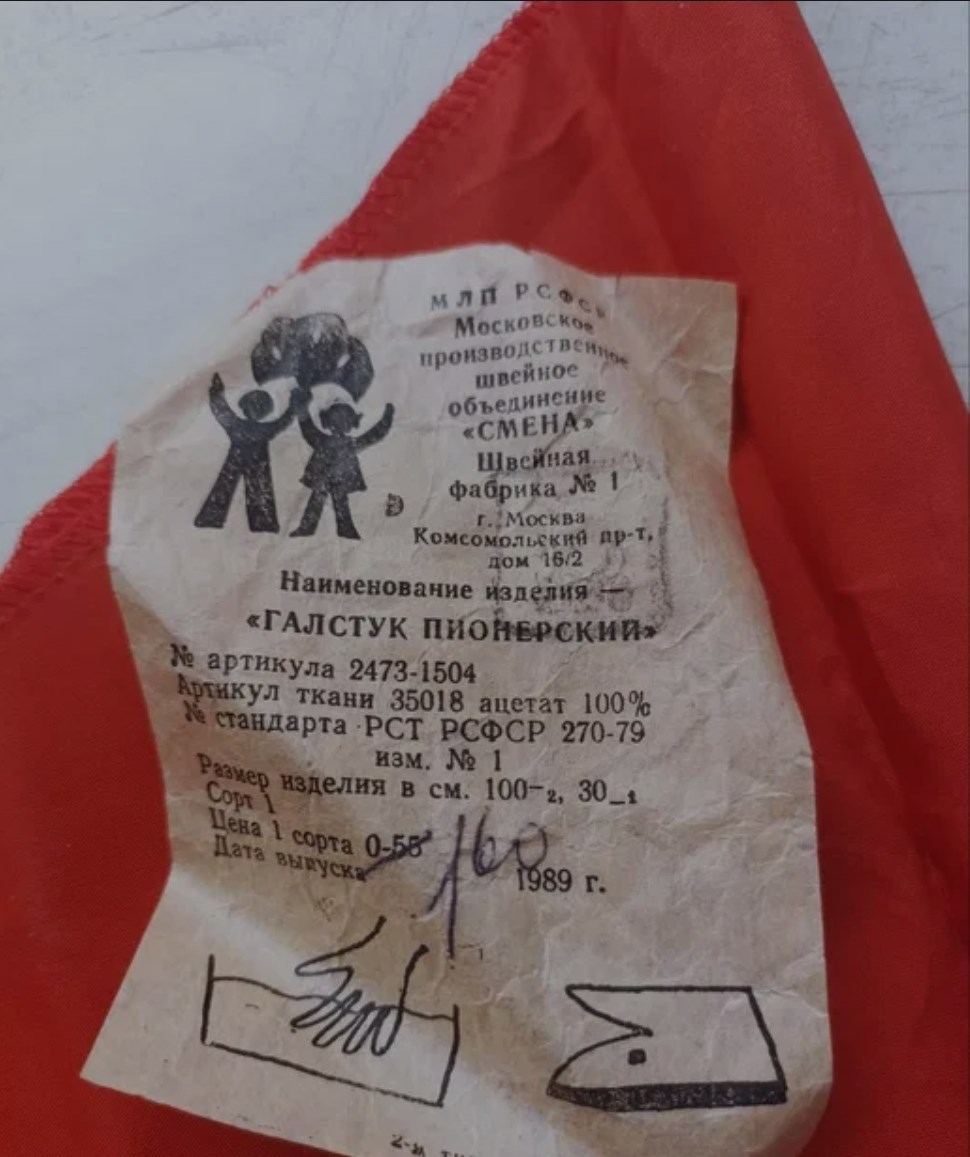 МЛП РСФСР
Московское
производственное
швейное
объединение
«СМЕНА»
Швейная
фабрика № 1
г. Москва
Комсомольский пр-т,
дом 16/2
Наименование изделия —
«ГАЛСТУК ПИОНЕРСКИЙ»
№ артикула 2473-1504
Артикул ткани 35018 ацетат 100%
№ стандарта РСТ РСФСР 270-79
изм. № 1
Размер изделия в см. 100-2, 30-1
Сорт 1
Цена 1 сорта 0-55
Дата выпуска 1989 г.
2-я